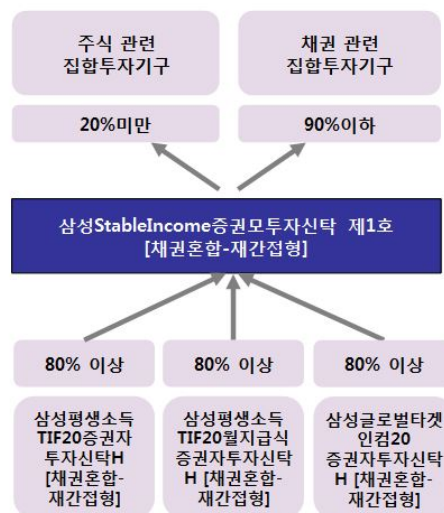 주식 관련
집합투자기구
채권 관련
집합투자기구
20%미만
90%이하
삼성StableIncome증권모투자신탁 제1호
[채권혼합-재간접형]
80% 이상
80% 이상
80% 이상
삼성평생소득
TIF20증권자
투자신탁H
[채권혼합-
재간접형]
삼성평생소득
TIF20월지급식
증권자투자신탁
H [채권혼합-
재간접형]
삼성글로벌타겟
인컴20
증권자투자신탁
H [채권혼합-
재간접형]